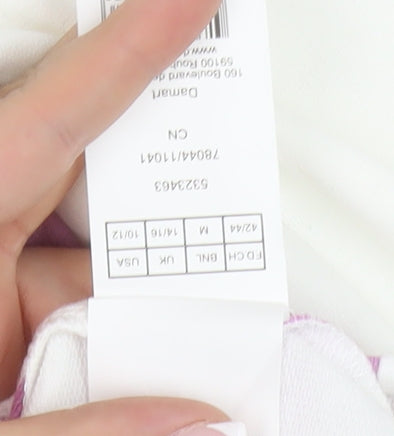 FD CH BNL UK USA
42/44 M 14/16 10/12
5323463
78044/11041
CN
Damart
160 Boulevard
59100